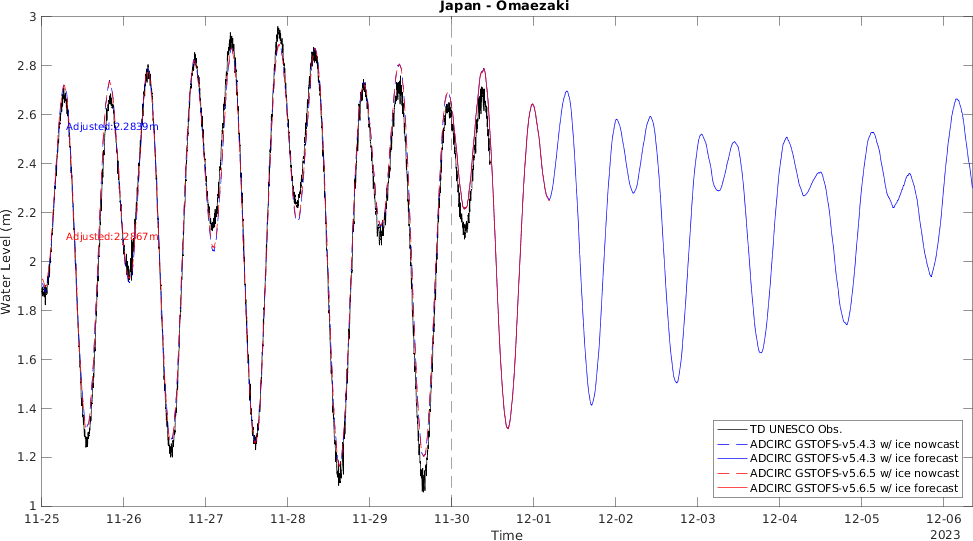 Japan - Omaezaki
Water Level (m)
3
2.8
2.6
2.4
2.2
2
1.8
1.6
1.4
1.2
1
Adjusted:2.2839m
Adjusted:2.2867m
TD UNESCO Obs.
ADCIRC GSTOFS-v5.4.3 w/ ice nowcast
ADCIRC GSTOFS-v5.4.3 w/ ice forecast
ADCIRC GSTOFS-v5.6.5 w/ ice nowcast
ADCIRC GSTOFS-v5.6.5 w/ ice forecast
11-25 11-26 11-27 11-28 11-29 11-30 12-01 12-02 12-03 12-04 12-05 12-06
Time
2023